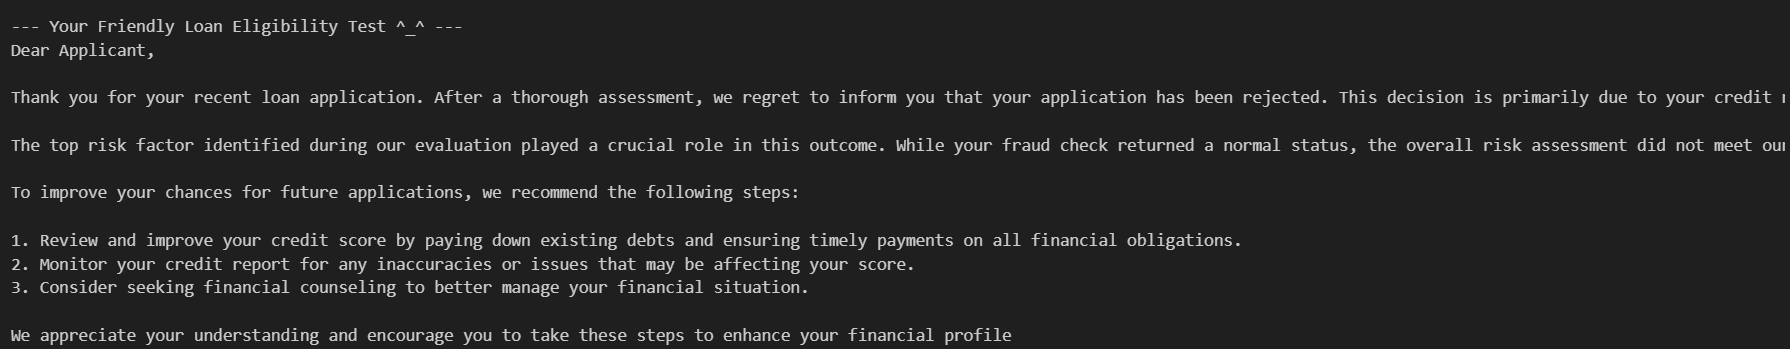 --- Your Friendly Loan Eligibility Test ^_^ ---
Dear Applicant,
Thank you for your recent loan application. After a thorough assessment, we regret to inform you that your application has been rejected. This decision is primarily due to your credit
The top risk factor identified during our evaluation played a crucial role in this outcome. While your fraud check returned a normal status, the overall risk assessment did not meet our
To improve your chances for future applications, we recommend the following steps:
1. Review and improve your credit score by paying down existing debts and ensuring timely payments on all financial obligations.
2. Monitor your credit report for any inaccuracies or issues that may be affecting your score.
3. Consider seeking financial counseling to better manage your financial situation.
We appreciate your understanding and encourage you to take these steps to enhance your financial profile